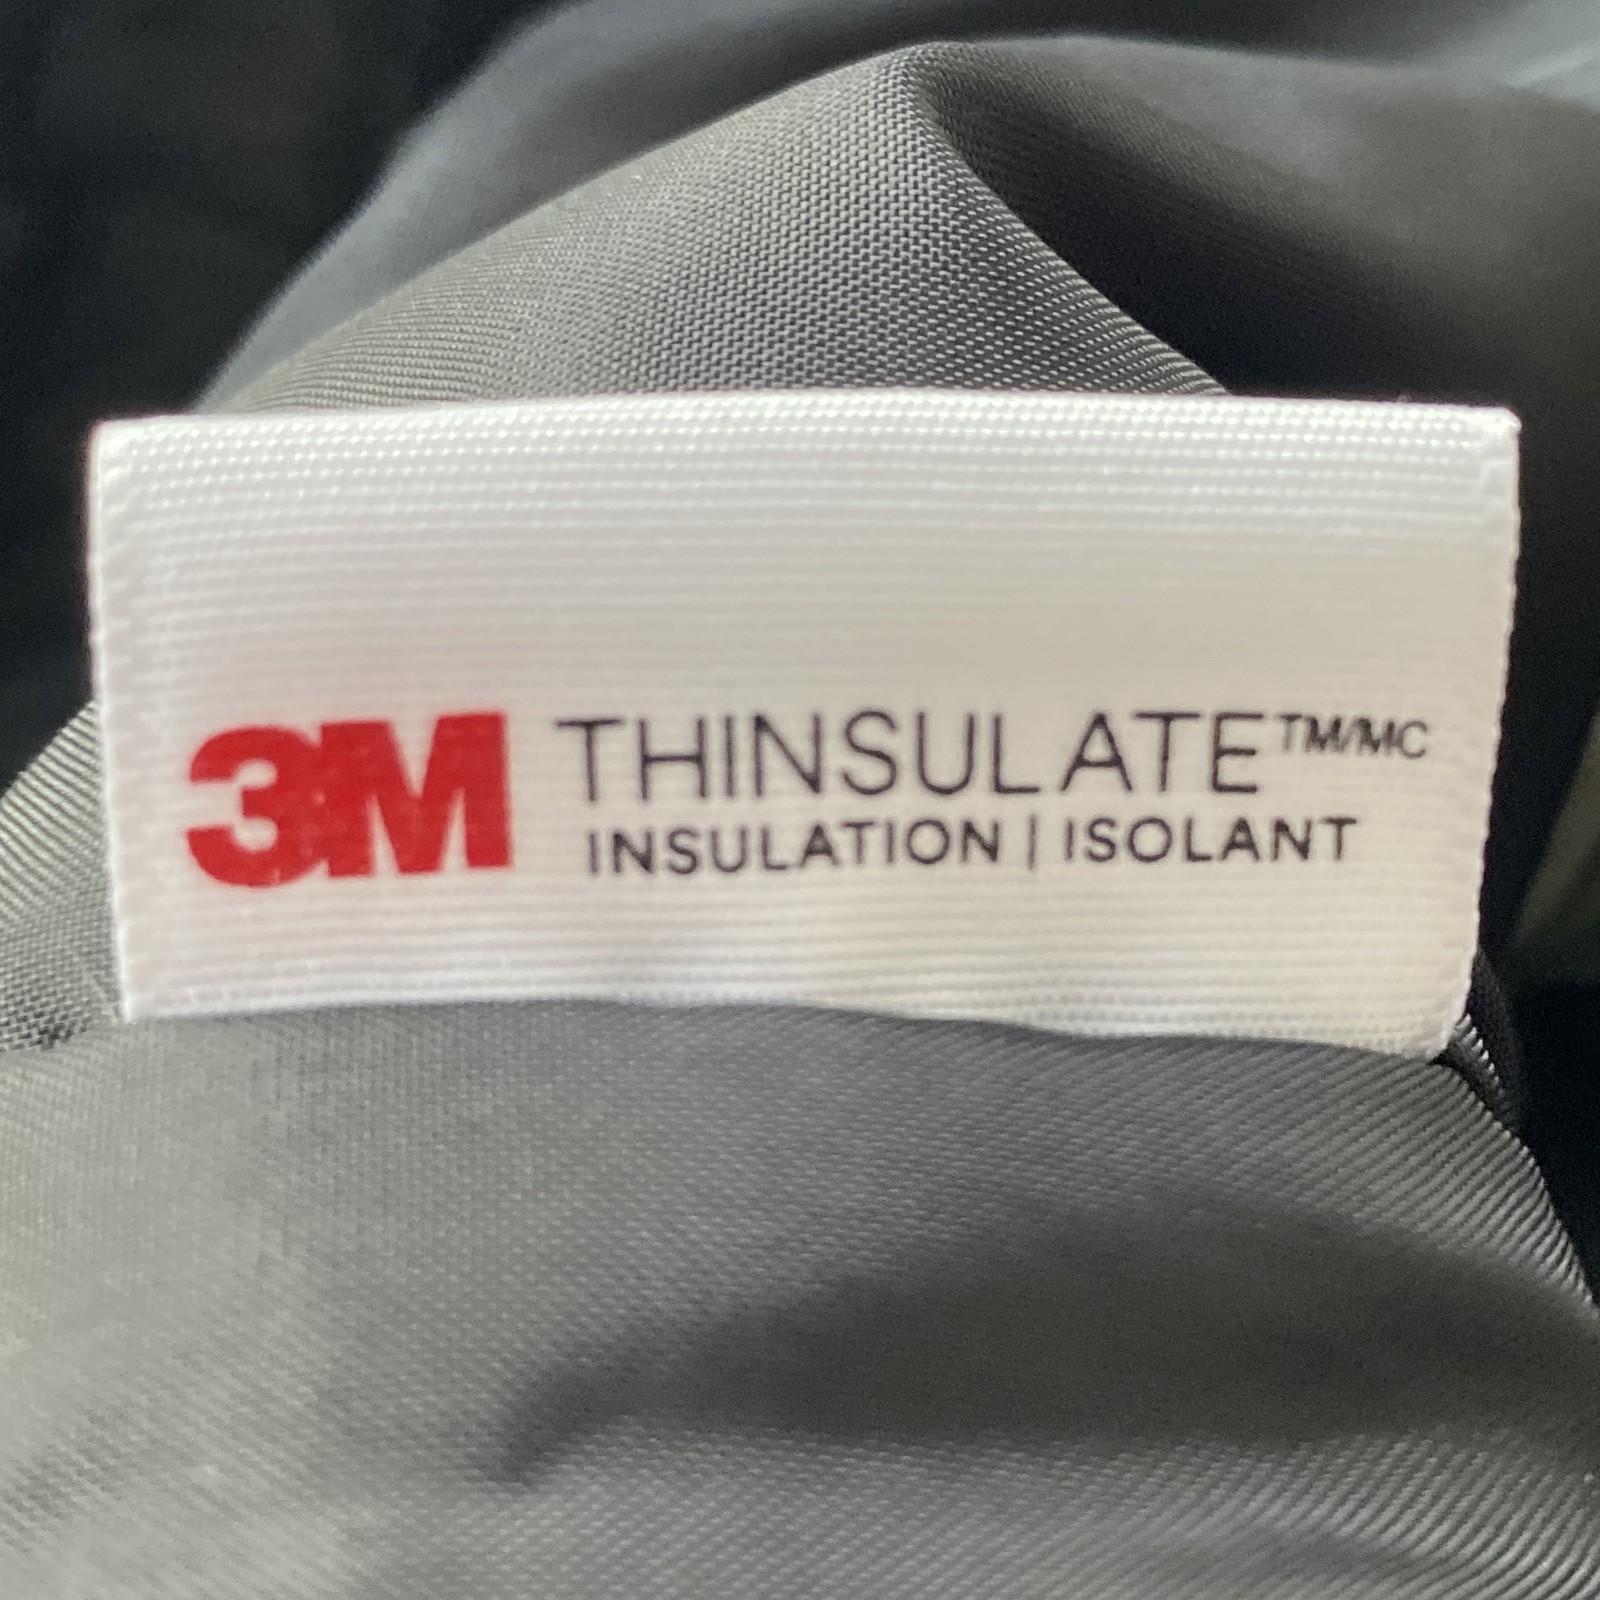 3M THINSULATE™/MC
INSULATION | ISOLANT